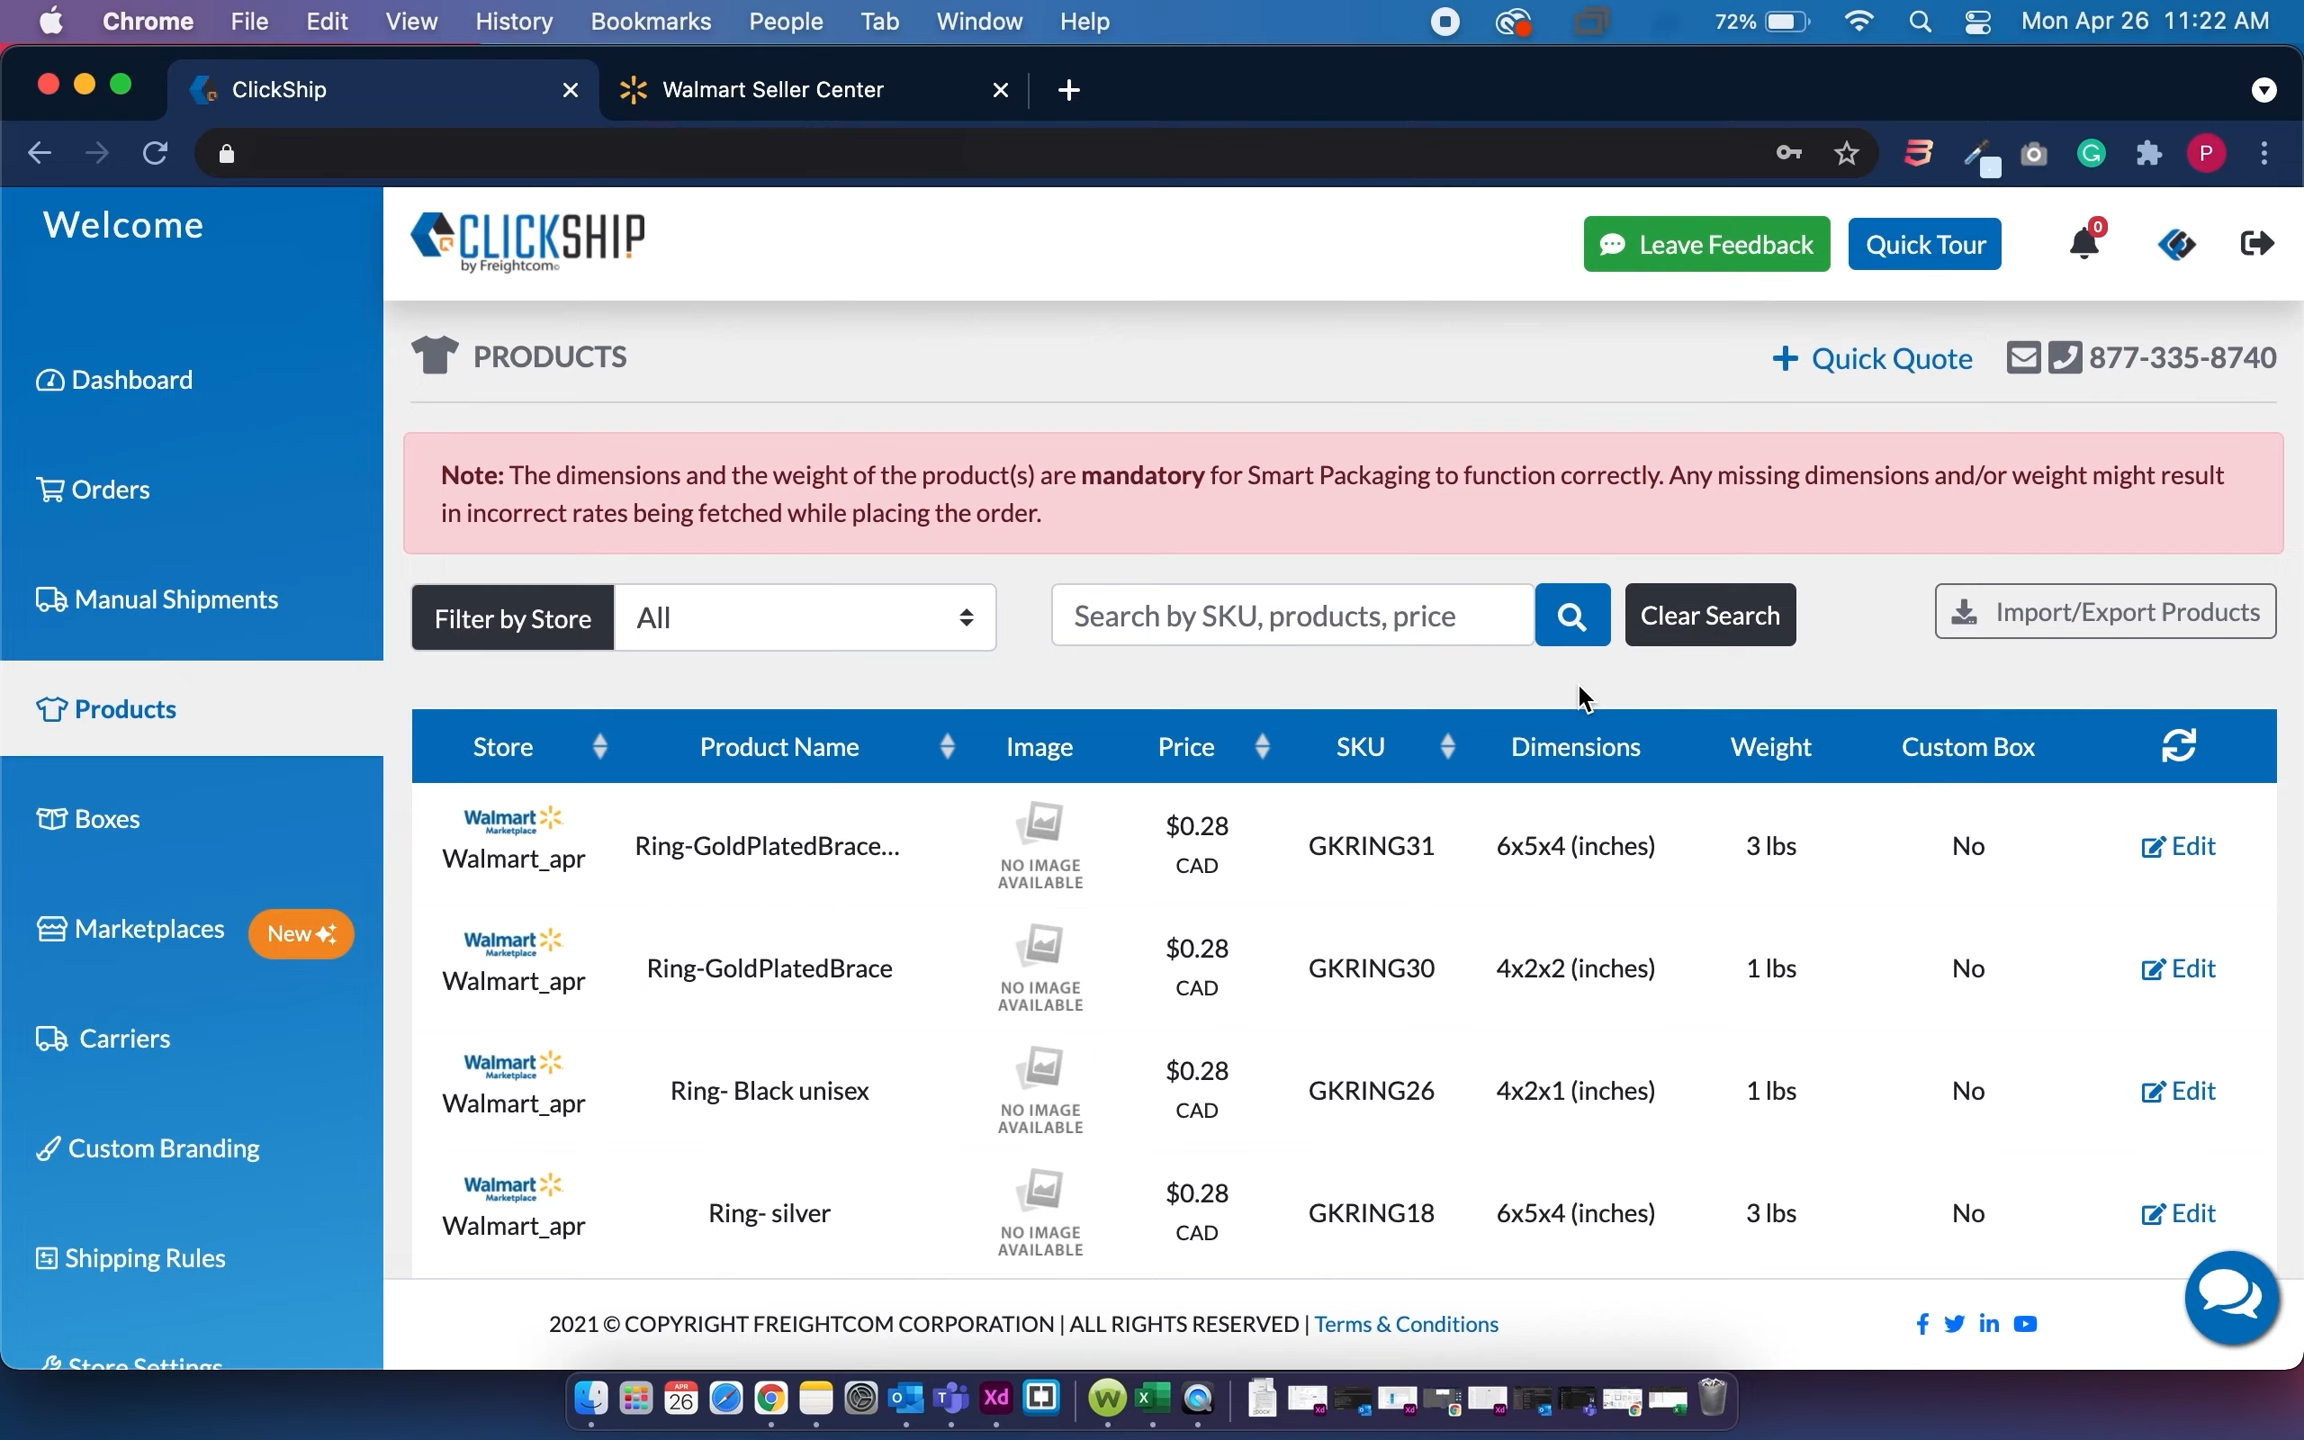 Chrome File Edit View History Bookmarks People Tab Window Help 72% Mon Apr 26 11:22 AM
ClickShip Walmart Seller Center
P
Welcome
CLICKSHIP
by Freightcom
Leave Feedback Quick Tour 0
PRODUCTS
Quick Quote 877-335-8740
Dashboard
Orders
Manual Shipments
Products
Boxes
Marketplaces New
Carriers
Custom Branding
Shipping Rules
Store Settings
Note: The dimensions and the weight of the product(s) are mandatory for Smart Packaging to function correctly. Any missing dimensions and/or weight might result
in incorrect rates being fetched while placing the order.
Filter by Store All Search by SKU, products, price Clear Search Import/Export Products
Store Product Name Image Price SKU Dimensions Weight Custom Box
Walmart Marketplace
Walmart_apr Ring-GoldPlatedBrace... NO IMAGE AVAILABLE $0.28 CAD GKRING31 6x5x4 (inches) 3 lbs No Edit
Walmart Marketplace
Walmart_apr Ring-GoldPlatedBrace NO IMAGE AVAILABLE $0.28 CAD GKRING30 4x2x2 (inches) 1 lbs No Edit
Walmart Marketplace
Walmart_apr Ring- Black unisex NO IMAGE AVAILABLE $0.28 CAD GKRING26 4x2x1 (inches) 1 lbs No Edit
Walmart Marketplace
Walmart_apr Ring- silver NO IMAGE AVAILABLE $0.28 CAD GKRING18 6x5x4 (inches) 3 lbs No Edit
2021 © COPYRIGHT FREIGHTCOM CORPORATION | ALL RIGHTS RESERVED | Terms & Conditions
APR
26
Xd